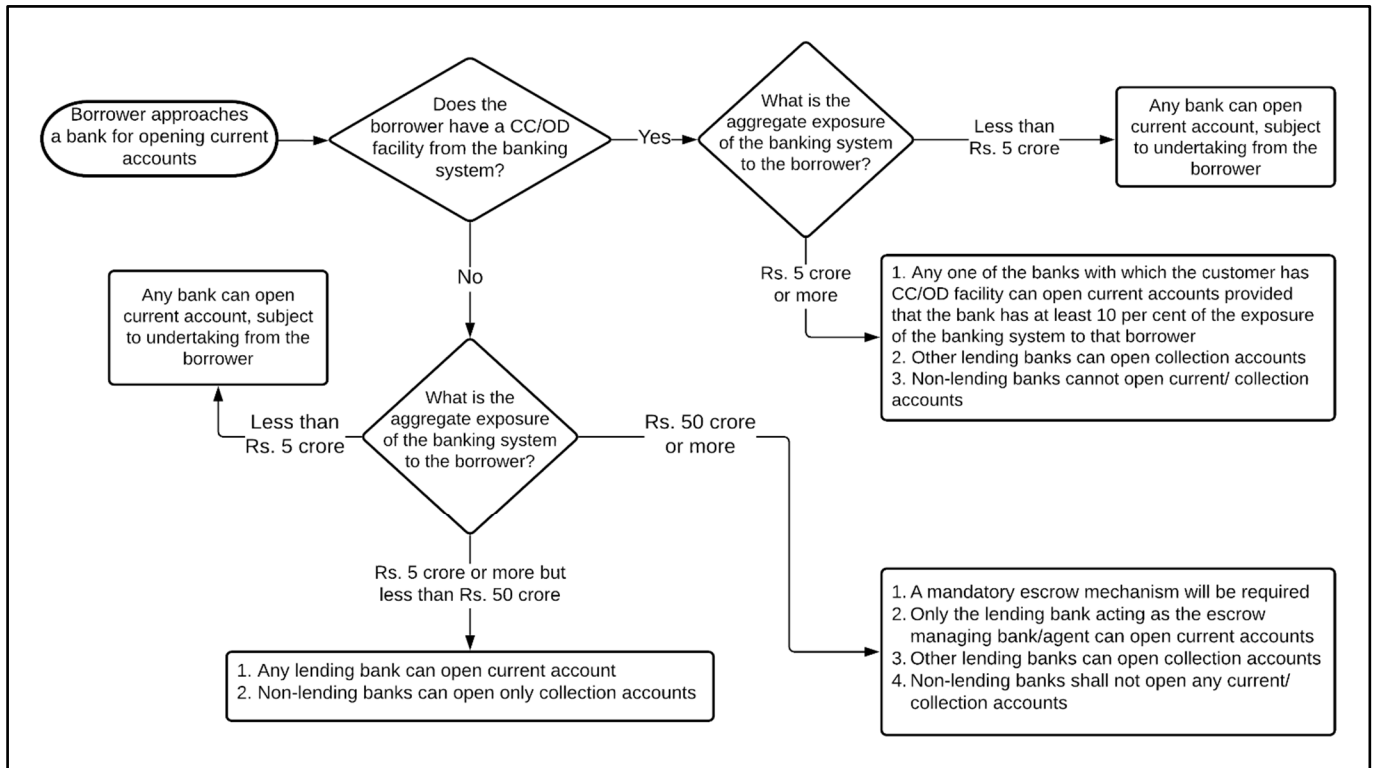 Borrower approaches
a bank for opening current
accounts
Does the
borrower have a CC/OD
facility from the banking
system?
Yes
What is the
aggregate exposure
of the banking system
to the borrower?
Less than
Rs. 5 crore
Any bank can open
current account, subject
to undertaking from the
borrower
No
Rs. 5 crore
or more
1. Any one of the banks with which the customer has
CC/OD facility can open current accounts provided
that the bank has at least 10 per cent of the exposure
of the banking system to that borrower
2. Other lending banks can open collection accounts
3. Non-lending banks cannot open current/ collection
accounts
Any bank can open
current account, subject
to undertaking from the
borrower
Less than
Rs. 5 crore
What is the
aggregate exposure
of the banking system
to the borrower?
Rs. 50 crore
or more
Rs. 5 crore or more but
less than Rs. 50 crore
1. Any lending bank can open current account
2. Non-lending banks can open only collection accounts
1. A mandatory escrow mechanism will be required
2. Only the lending bank acting as the escrow
managing bank/agent can open current accounts
3. Other lending banks can open collection accounts
4. Non-lending banks shall not open any current/
collection accounts